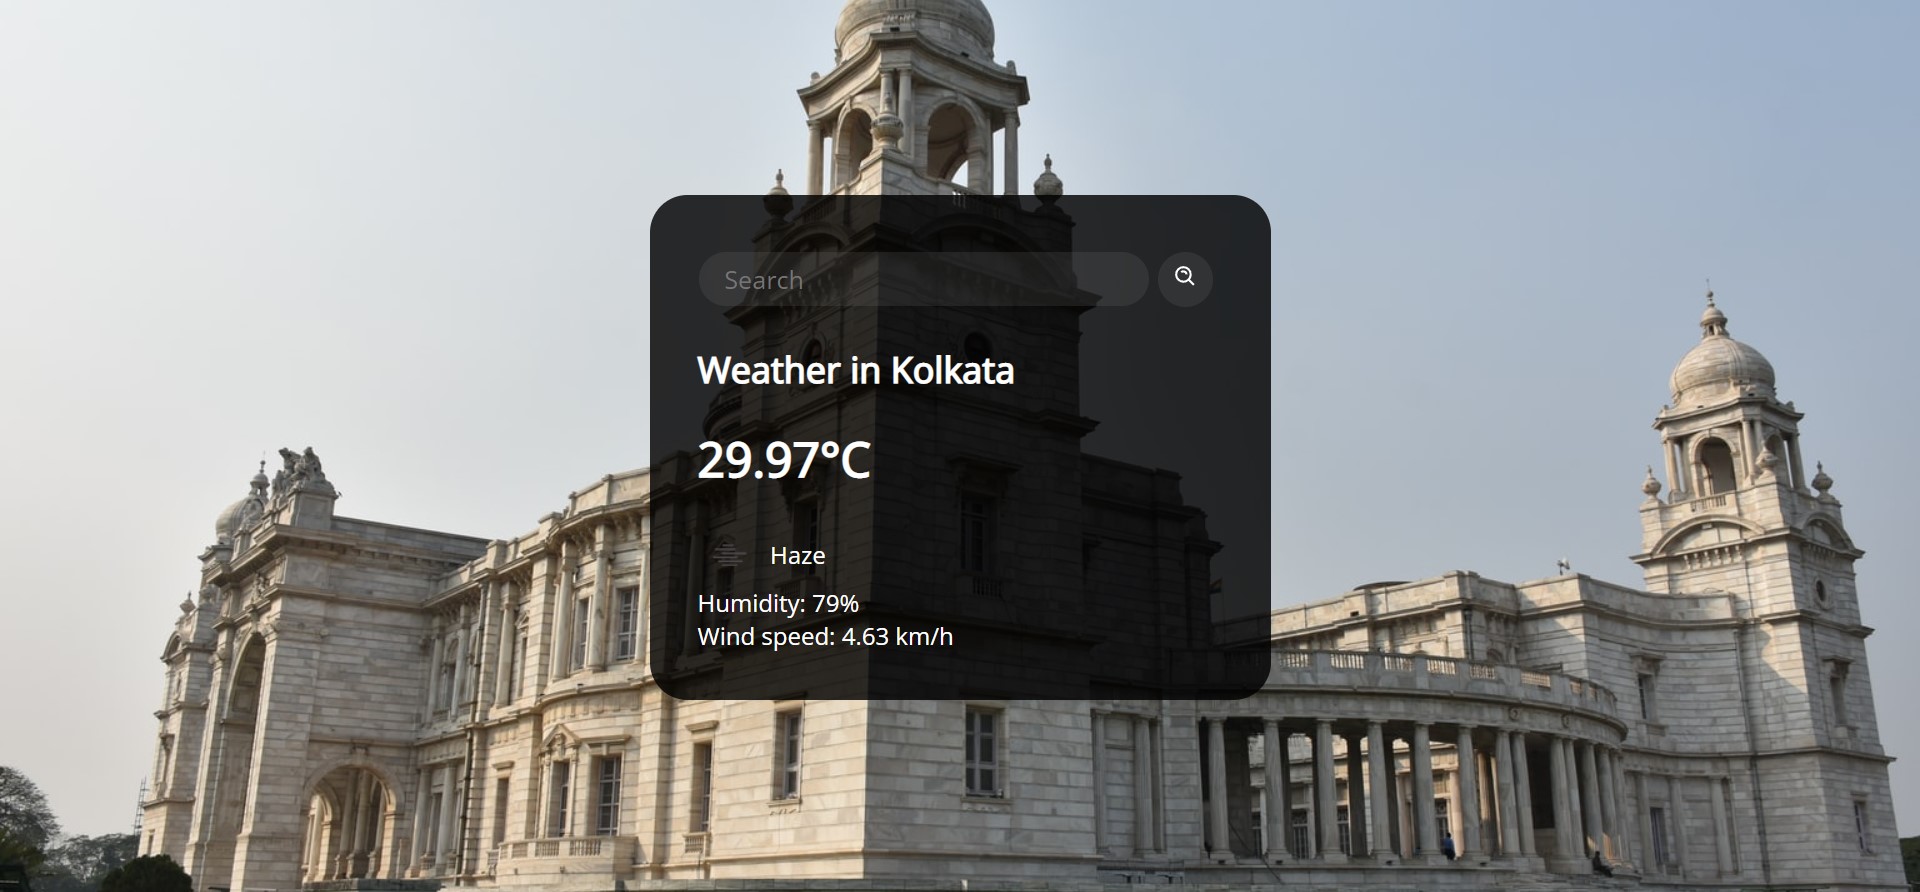 Search
Weather in Kolkata
29.97°C
Haze
Humidity: 79%
Wind speed: 4.63 km/h